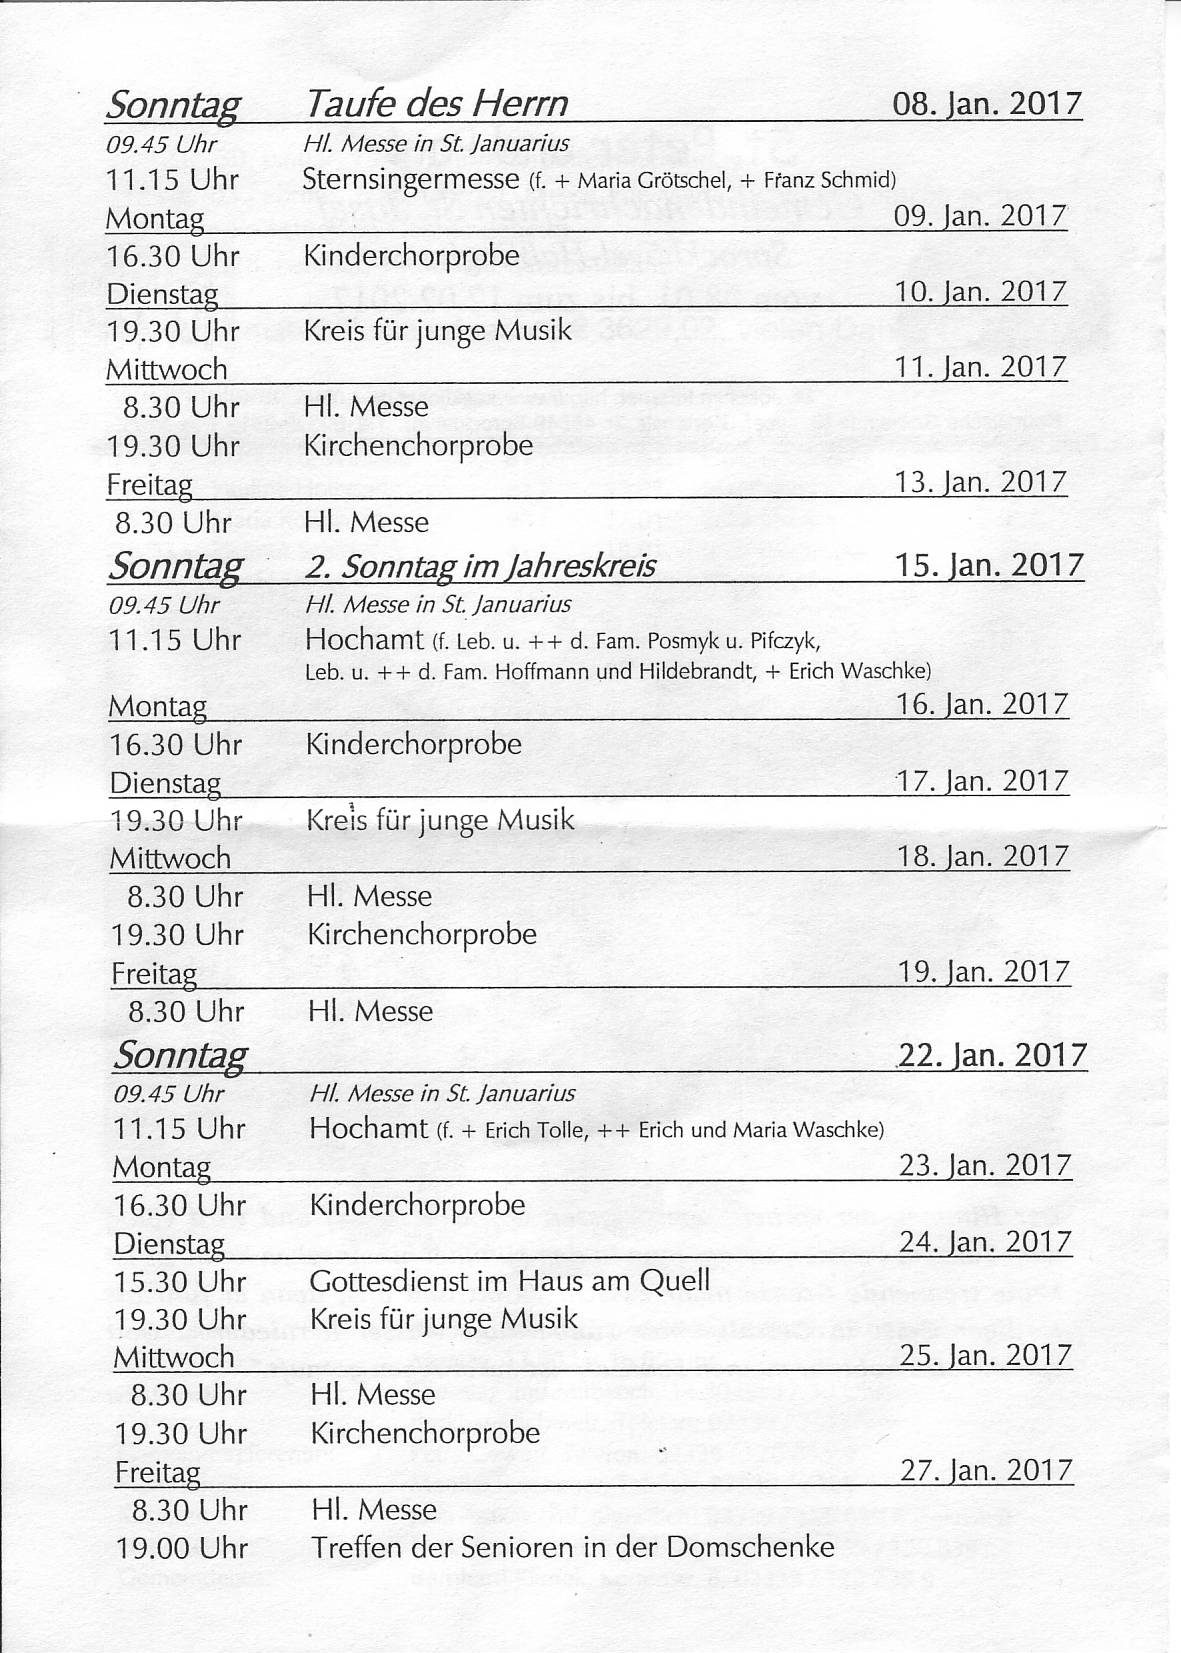 Sonntag Taufe des Herrn 08. Jan. 2017
09.45 Uhr Hl. Messe in St. Januarius
11.15 Uhr Sternsingermesse (f. + Maria Grötschel, + Franz Schmid)
Montag 09. Jan. 2017
16.30 Uhr Kinderchorprobe
Dienstag 10. Jan. 2017
19.30 Uhr Kreis für junge Musik
Mittwoch 11. Jan. 2017
8.30 Uhr Hl. Messe
19.30 Uhr Kirchenchorprobe
Freitag 13. Jan. 2017
8.30 Uhr Hl. Messe
Sonntag 2. Sonntag im Jahreskreis 15. Jan. 2017
09.45 Uhr Hl. Messe in St. Januarius
11.15 Uhr Hochamt (f. Leb. u. ++ d. Fam. Posmyk u. Pifczyk,
Leb. u. ++ d. Fam. Hoffmann und Hildebrandt, + Erich Waschke)
Montag 16. Jan. 2017
16.30 Uhr Kinderchorprobe
Dienstag 17. Jan. 2017
19.30 Uhr Kreis für junge Musik
Mittwoch 18. Jan. 2017
8.30 Uhr Hl. Messe
19.30 Uhr Kirchenchorprobe
Freitag 19. Jan. 2017
8.30 Uhr Hl. Messe
Sonntag 22. Jan. 2017
09.45 Uhr Hl. Messe in St. Januarius
11.15 Uhr Hochamt (f. + Erich Tolle, ++ Erich und Maria Waschke)
Montag 23. Jan. 2017
16.30 Uhr Kinderchorprobe
Dienstag 24. Jan. 2017
15.30 Uhr Gottesdienst im Haus am Quell
19.30 Uhr Kreis für junge Musik
Mittwoch 25. Jan. 2017
8.30 Uhr Hl. Messe
19.30 Uhr Kirchenchorprobe
Freitag 27. Jan. 2017
8.30 Uhr Hl. Messe
19.00 Uhr Treffen der Senioren in der Domschenke